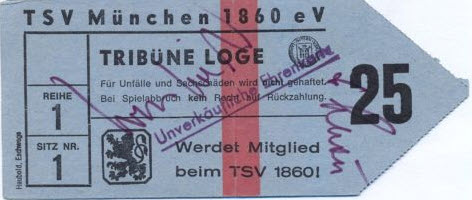 TSV München 1860 eV
TRIBÜNE LOGE
Für Unfälle und Sachschäden wird nicht gehaftet.
Bei Spielabbruch kein Recht auf Rückzahlung.
REIHE
1
SITZ NR.
1
Unverkäufliche Ehrenkarte
25
Werdet Mitglied
beim TSV 1860!